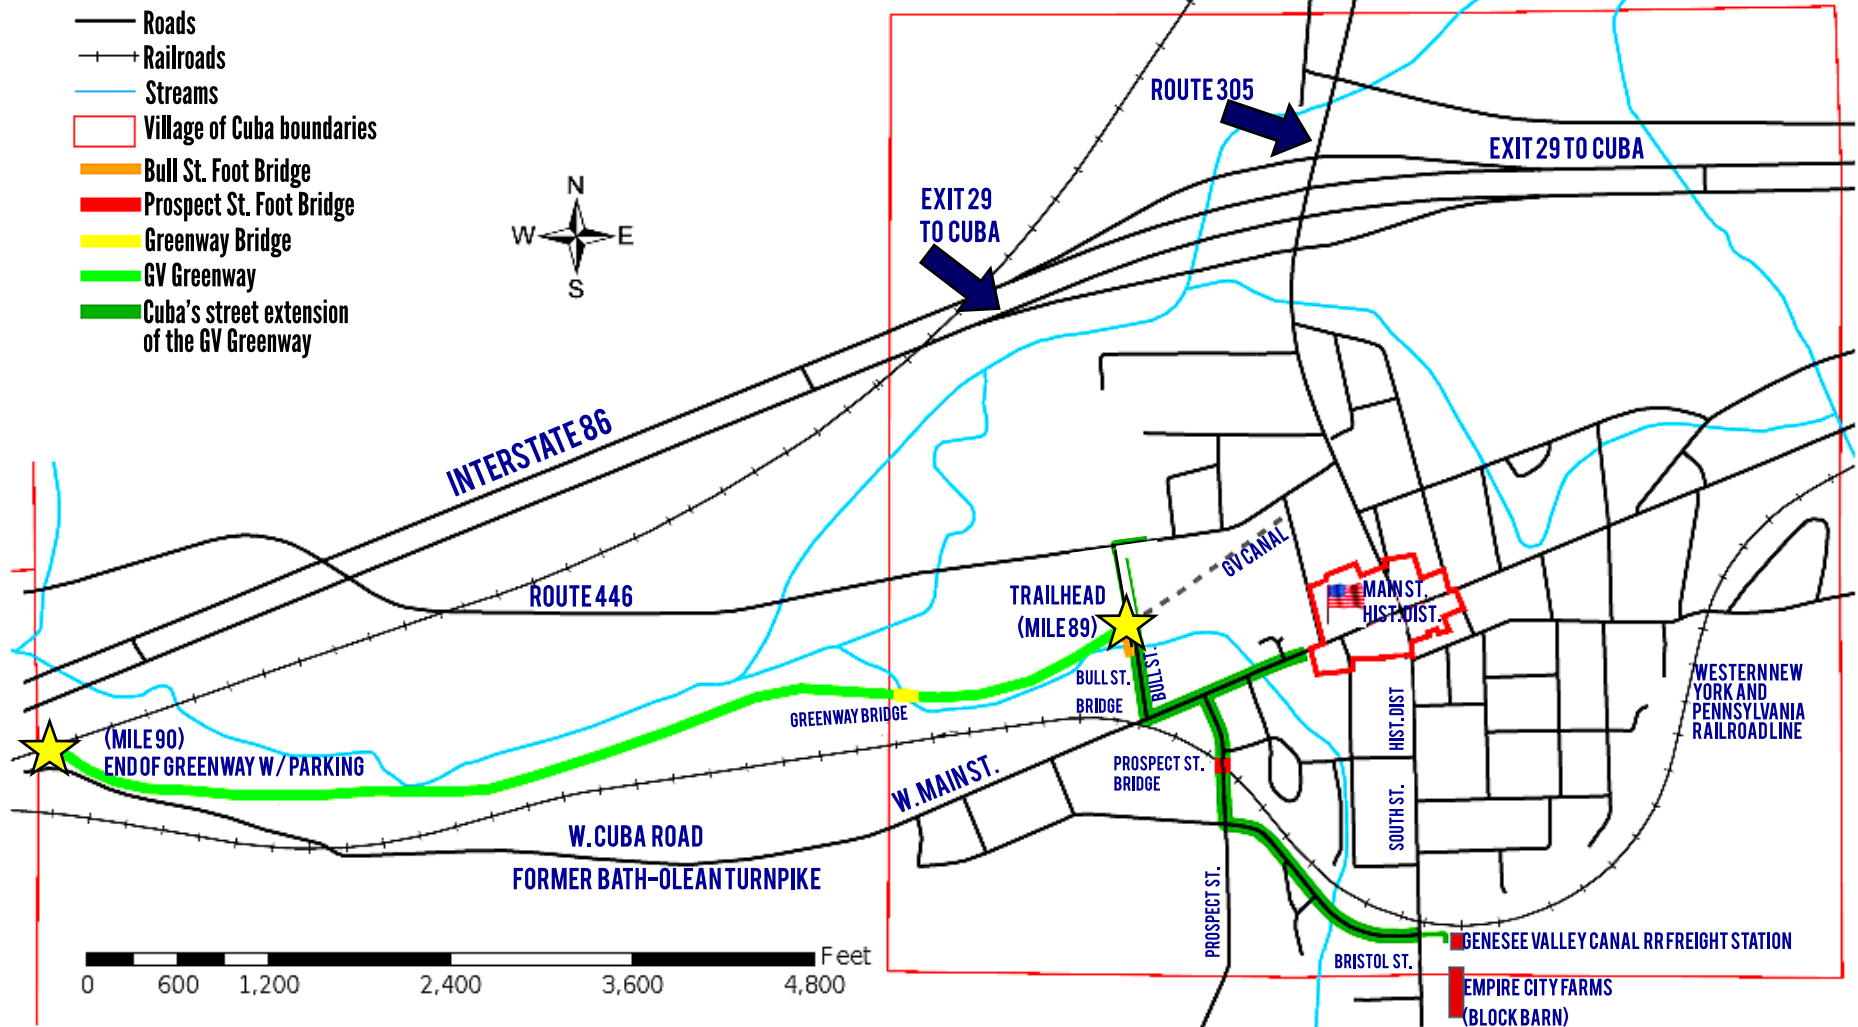 Roads
Railroads
Streams
Village of Cuba boundaries
Bull St. Foot Bridge
Prospect St. Foot Bridge
Greenway Bridge
GV Greenway
Cuba's street extension
of the GV Greenway
N
W
E
S
ROUTE 305
EXIT 29 TO CUBA
EXIT 29
TO CUBA
INTERSTATE 86
ROUTE 446
GV CANAL
TRAILHEAD
(MILE 89)
MAIN ST.
HIST. DIST.
BULL ST.
BULL ST.
BRIDGE
GREENWAY BRIDGE
(MILE 90)
END OF GREENWAY W/ PARKING
WESTERN NEW
YORK AND
PENNSYLVANIA
RAILROAD LINE
HIST. DIST
PROSPECT ST.
BRIDGE
W. MAIN ST.
SOUTH ST.
W. CUBA ROAD
FORMER BATH-OLEAN TURNPIKE
PROSPECT ST.
BRISTOL ST.
GENESEE VALLEY CANAL RR FREIGHT STATION
EMPIRE CITY FARMS
(BLOCK BARN)
Feet
0 600 1,200 2,400 3,600 4,800